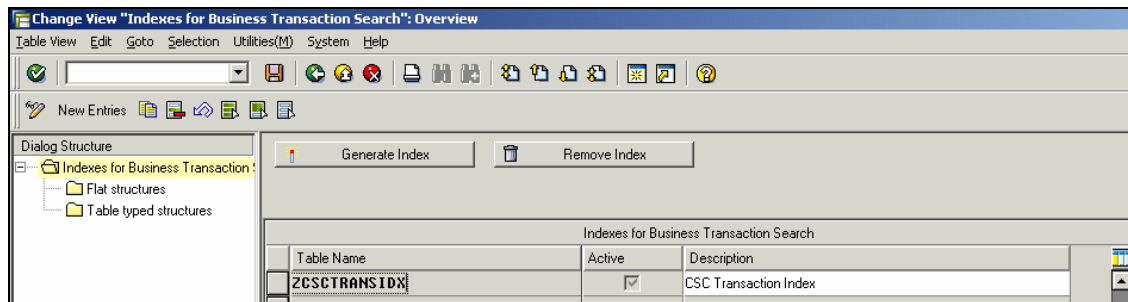 Change View "Indexes for Business Transaction Search": Overview
Table View Edit Goto Selection Utilities(M) System Help
New Entries
Dialog Structure
Indexes for Business Transaction
Flat structures
Table typed structures
Generate Index Remove Index
Indexes for Business Transaction Search
Table Name Active Description
ZCSCTRANSIDX CSC Transaction Index